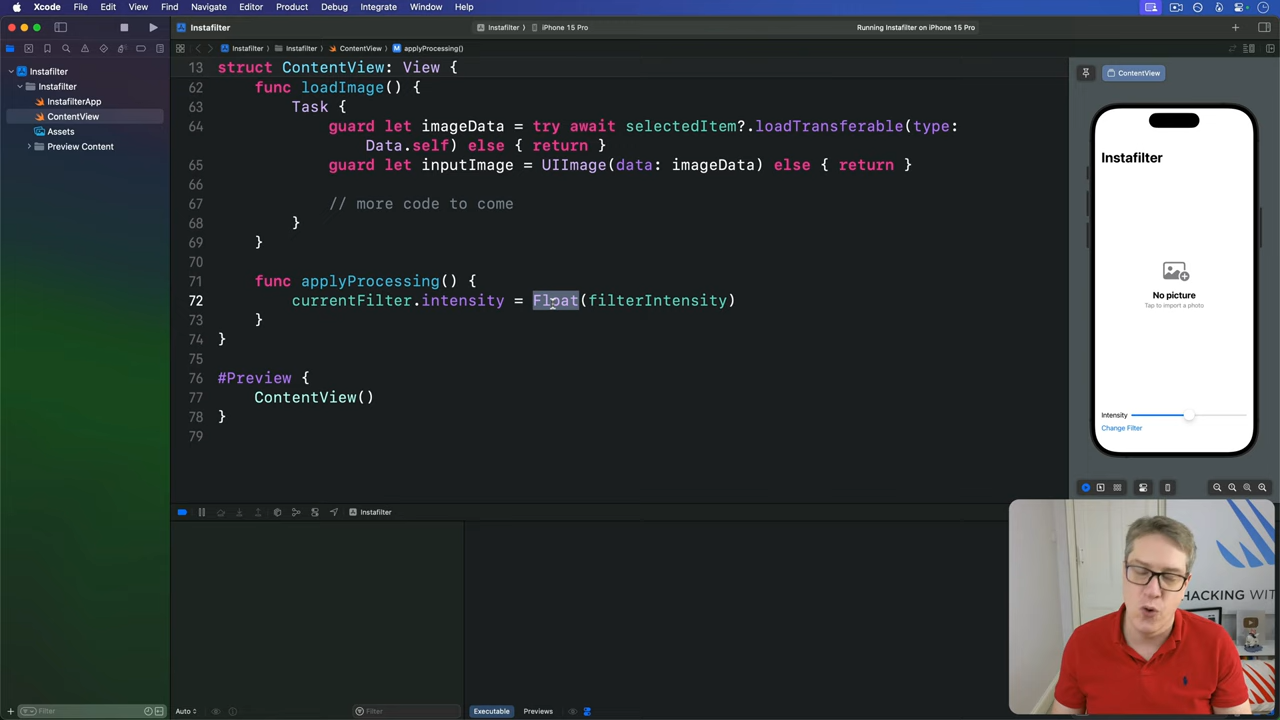 Xcode File Edit View Find Navigate Editor Product Debug Integrate Window Help
Instafilter
Instafilter iPhone 15 Pro
Running Instafilter on iPhone 15 Pro
Instafilter Instafilter ContentView applyProcessing()
Instafilter
Instafilter
InstafilterApp
ContentView
Assets
Preview Content
13 struct ContentView: View {
62 func loadImage() {
63 Task {
64 guard let imageData = try await selectedItem?.loadTransferable(type:
Data.self) else { return }
65 guard let inputImage = UIImage(data: imageData) else { return }
66
67 // more code to come
68 }
69 }
70
71 func applyProcessing() {
72 currentFilter.intensity = Float(filterIntensity)
73 }
74 }
75
76 #Preview {
77 ContentView()
78 }
79
ContentView
Instafilter
No picture
Tap to import a photo
Intensity
Change Filter
Instafilter
HACKING WIT
Filter
Auto
Filter
Executable Previews